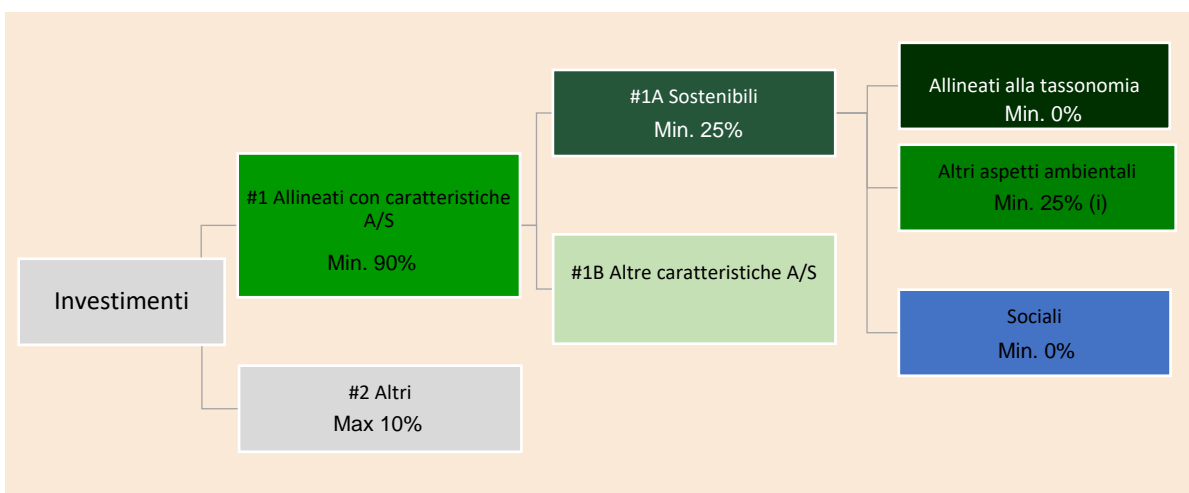 Investimenti
#1 Allineati con caratteristiche
A/S
Min. 90%
#2 Altri
Max 10%
#1A Sostenibili
Min. 25%
#1B Altre caratteristiche A/S
Allineati alla tassonomia
Min. 0%
Altri aspetti ambientali
Min. 25% (i)
Sociali
Min. 0%